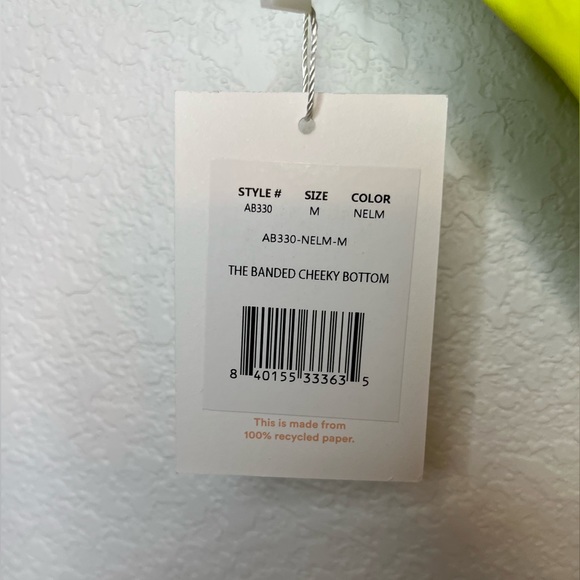 STYLE # SIZE COLOR
AB330 M NELM
AB330-NELM-M
THE BANDED CHEEKY BOTTOM
8 40155 33363 5
This is made from
100% recycled paper.